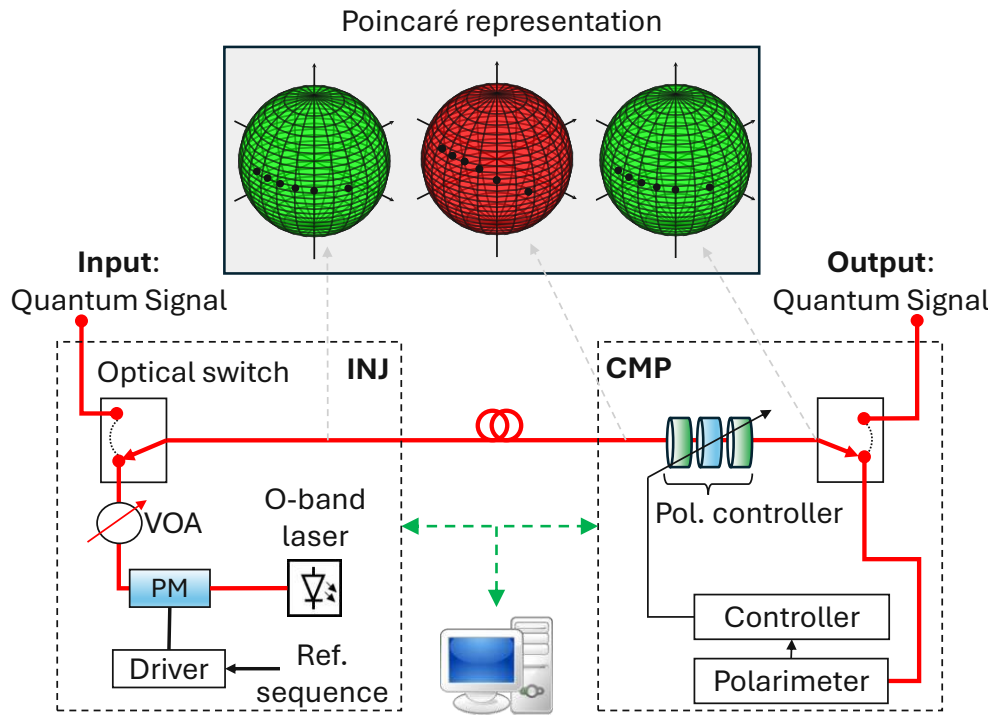 Poincaré representation
Input:
Quantum Signal
Output:
Quantum Signal
Optical switch
INJ
CMP
VOA
O-band
laser
Pol. controller
PM
Driver
Ref.
sequence
Controller
Polarimeter